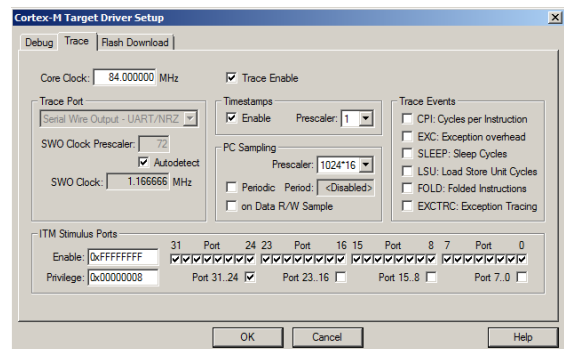 Cortex-M Target Driver Setup
Debug Trace Flash Download
Core Clock: 84.000000 MHz Trace Enable
Trace Port
Serial Wire Output - UART/NRZ
SWO Clock Prescaler: 72
Autodetect
SWO Clock: 1.166666 MHz
Timestamps
Enable Prescaler: 1
PC Sampling
Prescaler: 1024*16
Periodic Period: <Disabled>
on Data R/W Sample
Trace Events
CPI: Cycles per Instruction
EXC: Exception overhead
SLEEP: Sleep Cycles
LSU: Load Store Unit Cycles
FOLD: Folded Instructions
EXCTRC: Exception Tracing
ITM Stimulus Ports
31 Port 24 23 Port 16 15 Port 8 7 Port 0
Enable: 0xFFFFFFFF
Privilege: 0x00000008 Port 31..24 Port 23..16 Port 15..8 Port 7..0
OK Cancel Help